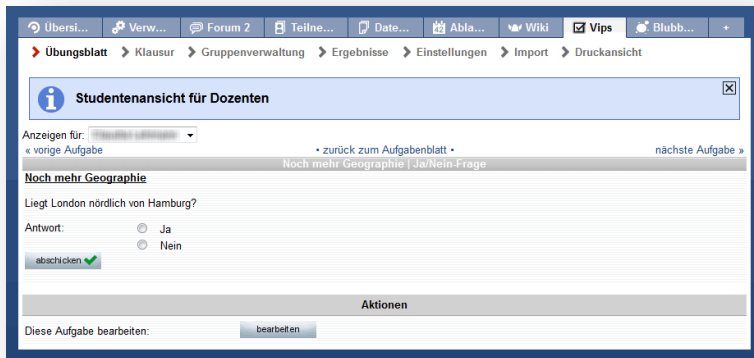 Übersi... Verw... Forum 2 Teilne... Date... Abla... Wiki Vips Blubb... +
Übungsblatt Klausur Gruppenverwaltung Ergebnisse Einstellungen Import Druckansicht
Studentenansicht für Dozenten
Anzeigen für:
« vorige Aufgabe • zurück zum Aufgabenblatt • nächste Aufgabe »
Noch mehr Geographie | Ja/Nein-Frage
Noch mehr Geographie
Liegt London nördlich von Hamburg?
Antwort: Ja
Nein
abschicken
Aktionen
Diese Aufgabe bearbeiten: bearbeiten